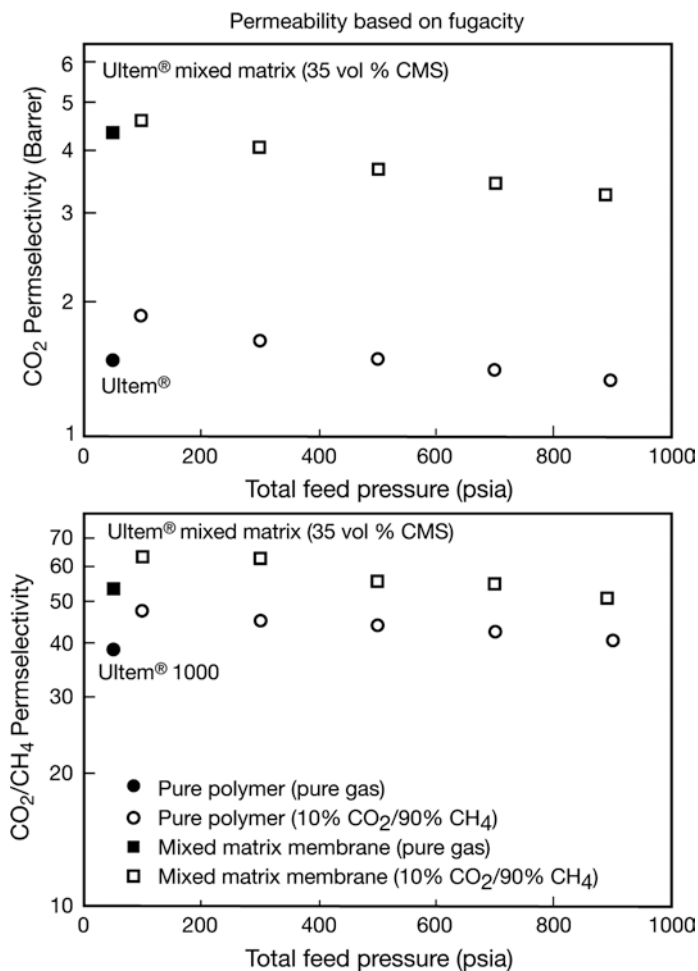 Permeability based on fugacity
6
Ultem® mixed matrix (35 vol % CMS)
5
4
3
2
1
CO₂ Permselectivity (Barrer)
Ultem®
0 200 400 600 800 1000
Total feed pressure (psia)
70
Ultem® mixed matrix (35 vol % CMS)
60
50
40
Ultem® 1000
30
20
10
CO₂/CH₄ Permselectivity
Pure polymer (pure gas)
Pure polymer (10% CO₂/90% CH₄)
Mixed matrix membrane (pure gas)
Mixed matrix membrane (10% CO₂/90% CH₄)
0 200 400 600 800 1000
Total feed pressure (psia)